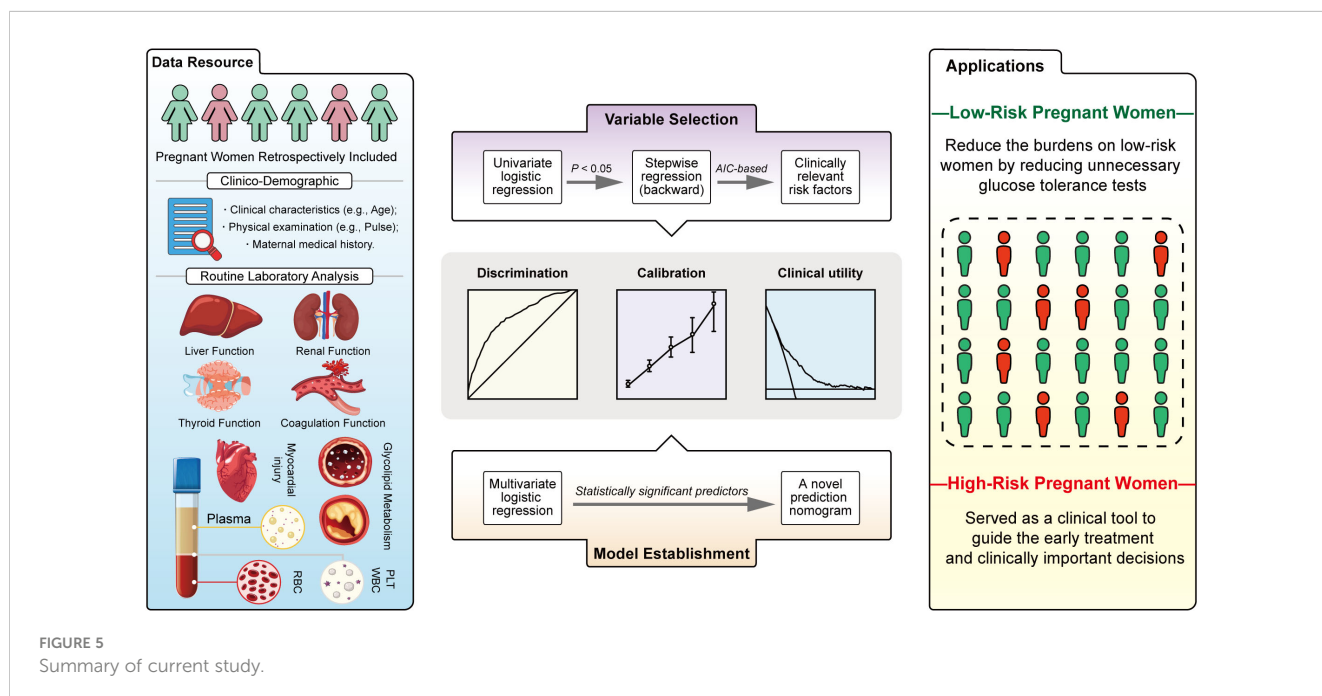 Data Resource
Pregnant Women Retrospectively Included
Clinico-Demographic
· Clinical characteristics (e.g., Age);
· Physical examination (e.g., Pulse);
· Maternal medical history.
Routine Laboratory Analysis
Liver Function
Renal Function
Thyroid Function
Coagulation Function
Myocardial
injury
Glycolipid Metabolism
Plasma
RBC
PLT
WBC
Variable Selection
Univariate
logistic
regression
P < 0.05
Stepwise
regression
(backward)
AIC-based
Clinically
relevant
risk factors
Discrimination
Calibration
Clinical utility
Multivariate
logistic
regression
Statistically significant predictors
A novel
prediction
nomogram
Model Establishment
Applications
Low-Risk Pregnant Women
Reduce the burdens on low-risk
women by reducing unnecessary
glucose tolerance tests
High-Risk Pregnant Women
Served as a clinical tool to
guide the early treatment
and clinically important decisions
FIGURE 5
Summary of current study.